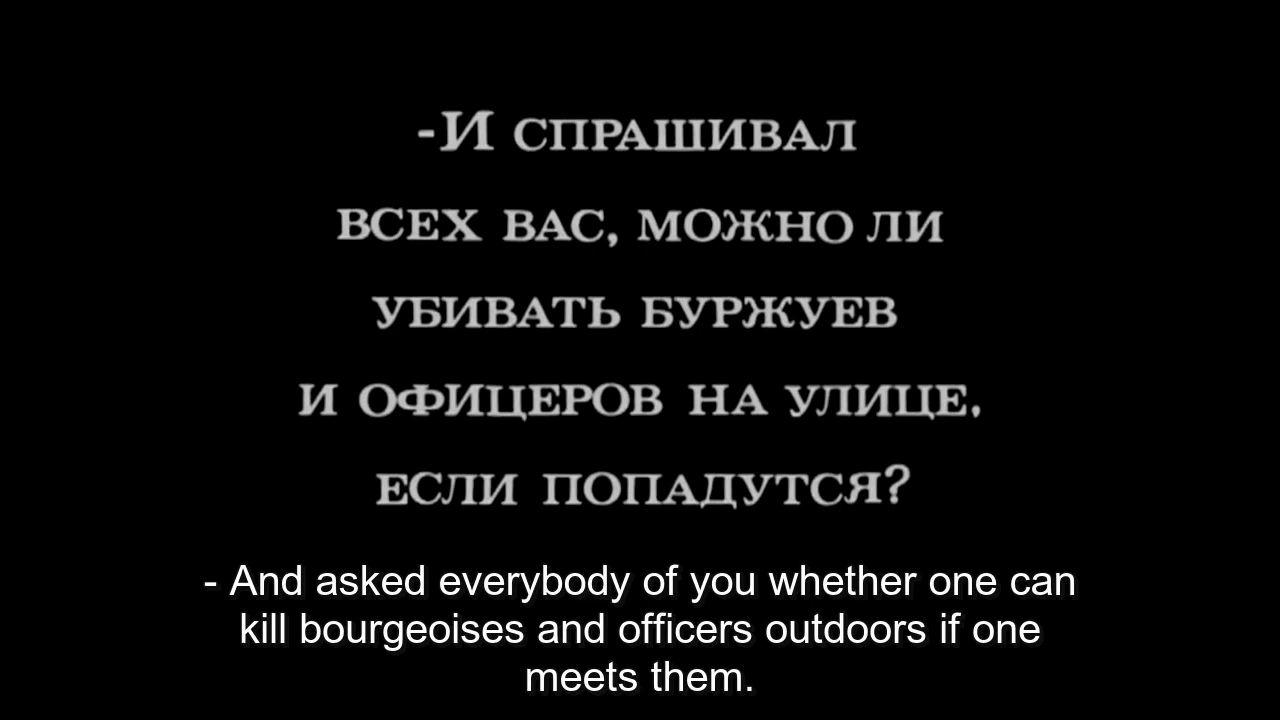 -И СПРАШИВАЛ
ВСЕХ ВАС, МОЖНО ЛИ
УБИВАТЬ БУРЖУЕВ
И ОФИЦЕРОВ НА УЛИЦЕ,
ЕСЛИ ПОПАДУТСЯ?
- And asked everybody of you whether one can
kill bourgeoises and officers outdoors if one
meets them.